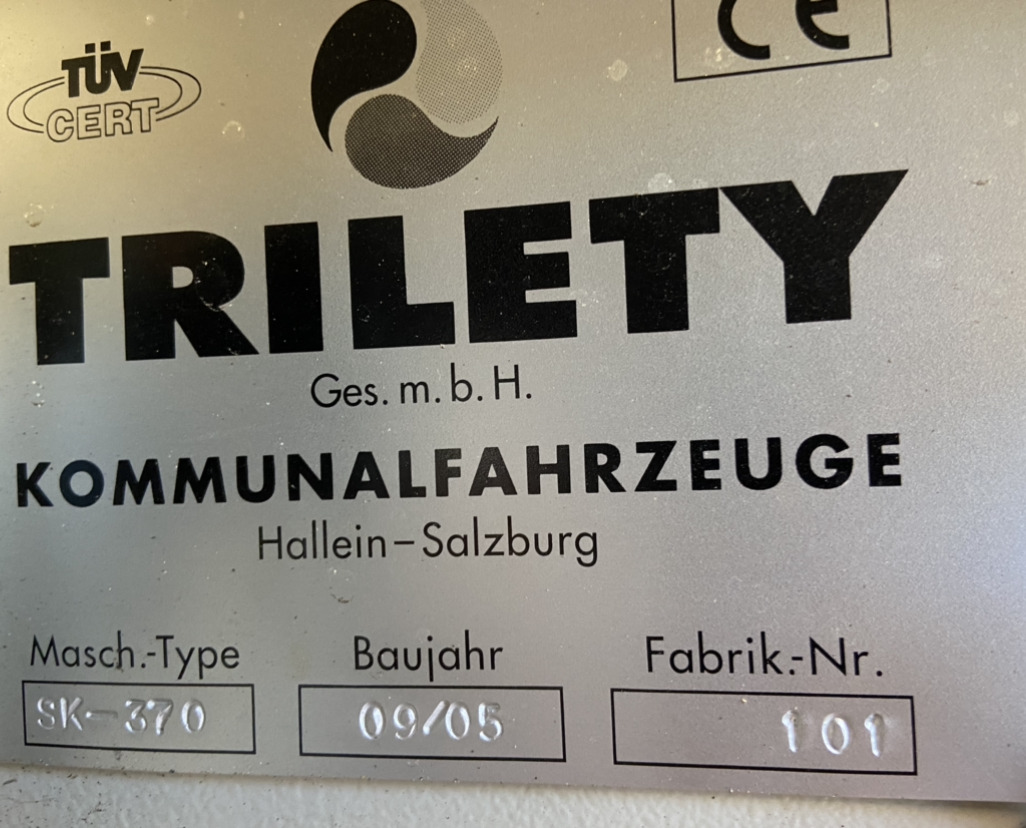 TÜV
CERT
CE
TRILETY
Ges. m. b. H.
KOMMUNALFAHRZEUGE
Hallein-Salzburg
Masch.-Type Baujahr Fabrik.-Nr.
SK-370 09/05 101